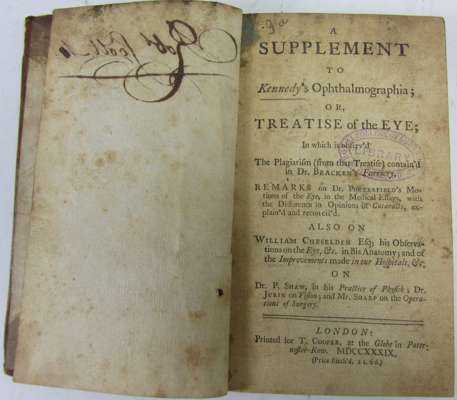 A
SUPPLEMENT
TO
Kennedy's Ophthalmographia;
OR,
TREATISE of the EYE;
In which is observ'd
The Plagiarism (from that Treatise) contain'd
in Dr. BRACKEN's Farriery,
REMARKS on Dr. PORTERFIELD's Mo-
tions of the Eye, in the Medical Essays, with
the Difference in Opinions of Cataracts, ex-
plain'd and reconcil'd.
ALSO ON
WILLIAM CHESELDEN Esq; his Observa-
tions on the Eye, &c. in his Anatomy; and of
the Improvements made in our Hospitals, &c.
ON
Dr. P. SHAW, in his Practice of Physick; Dr.
JURIN on Vision; and Mr. SHARP on the Opera-
tions of Surgery.
LONDON:
Printed for T. COOPER, at the Globe in Pater-
noster-Row. MDCCXXXIX.
(Price Stitch'd,